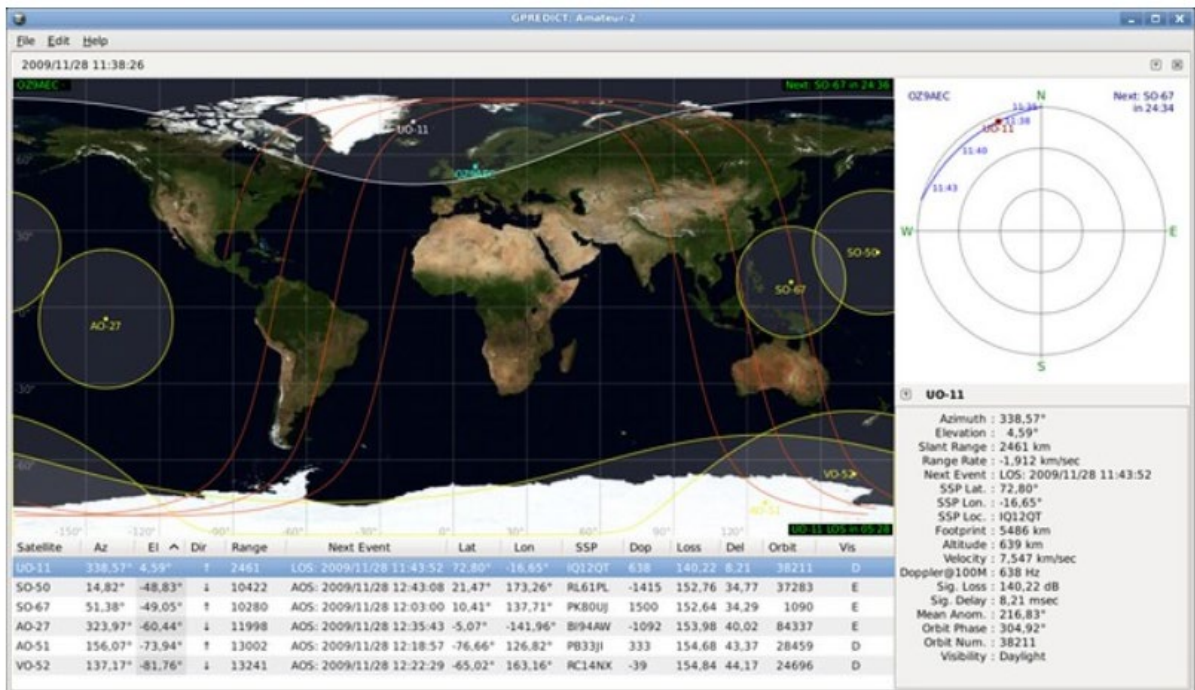 GPREDICT: Amateur-2
File Edit Help
2009/11/28 11:38:26
OZ9AEC
Next: SO-67 in 24:36
UO-11
OZ9AEC
SO-50
SO-67
AO-27
VO-52
AO-51
60°
30°
0°
-30°
-60°
-150° -120° -90° -60° -30° 0° 30° 60° 90° 120°
UO-11 LOS in 05:28
OZ9AEC
N
Next: SO-67
in 24:34
11:35
11:38
UO-11
11:40
11:43
W
E
S
UO-11
Azimuth : 338,57°
Elevation : 4,59°
Slant Range : 2461 km
Range Rate : -1,912 km/sec
Next Event : LOS: 2009/11/28 11:43:52
SSP Lat. : 72,80°
SSP Lon. : -16,65°
SSP Loc. : IQ12QT
Footprint : 5486 km
Altitude : 639 km
Velocity : 7,547 km/sec
Doppler@100M : 638 Hz
Sig. Loss : 140,22 dB
Sig. Delay : 8,21 msec
Mean Anom. : 216,83°
Orbit Phase : 304,92°
Orbit Num. : 38211
Visibility : Daylight
Satellite Az El Dir Range Next Event Lat Lon SSP Dop Loss Del Orbit Vis
UO-11 338,57° 4,59° ↑ 2461 LOS: 2009/11/28 11:43:52 72,80° -16,65° IQ12QT 638 140,22 8,21 38211 D
SO-50 14,82° -48,83° ↓ 10422 AOS: 2009/11/28 12:43:08 21,47° 173,26° RL61PL -1415 152,76 34,77 37283 E
SO-67 51,38° -49,05° ↑ 10280 AOS: 2009/11/28 12:03:00 10,41° 137,71° PK80UJ 1500 152,64 34,29 1090 E
AO-27 323,97° -60,44° ↓ 11998 AOS: 2009/11/28 12:35:43 -5,07° -141,96° BI94AW -1092 153,98 40,02 84337 E
AO-51 156,07° -73,94° ↑ 13002 AOS: 2009/11/28 12:18:57 -76,66° 126,82° PB33JI 333 154,68 43,37 28459 D
VO-52 137,17° -81,76° ↓ 13241 AOS: 2009/11/28 12:22:29 -65,02° 163,16° RC14NX -39 154,84 44,17 24696 D